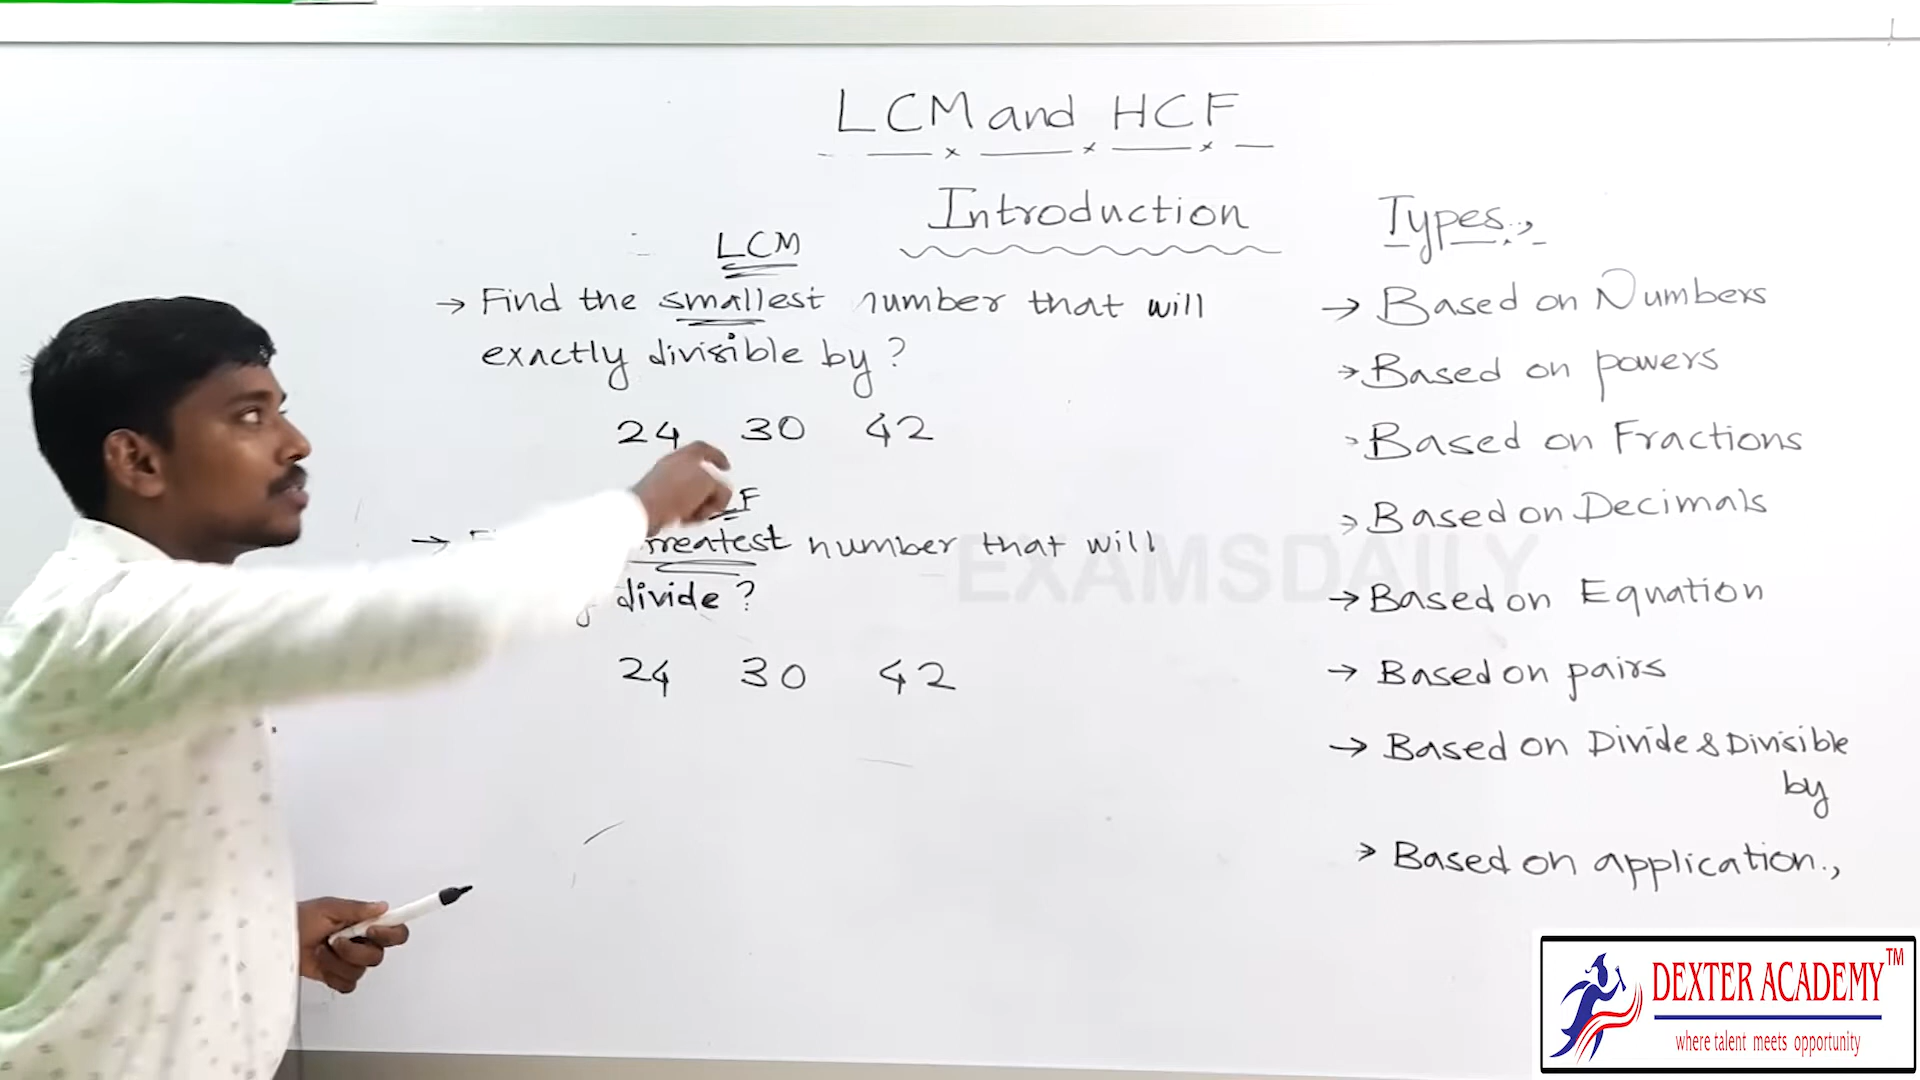 LCM and HCF
Introduction
LCM
→ Find the smallest number that will
exactly divisible by?
24 30 42
F
→ greatest number that will
divide?
24 30 42
Types.,
→ Based on Numbers
→ Based on powers
→ Based on Fractions
→ Based on Decimals
→ Based on Equation
→ Based on pairs
→ Based on Divide & Divisible
by
→ Based on application.,
EXAMSDAILY
DEXTER ACADEMY™
where talent meets opportunity